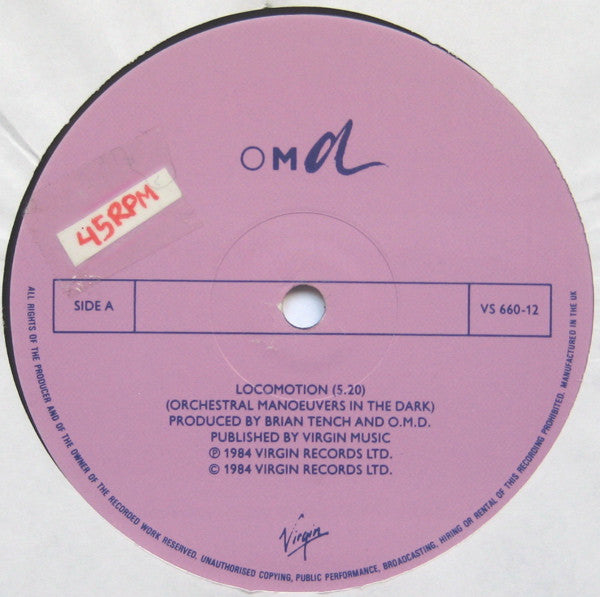 OMD
45RPM
SIDE A
VS 660-12
LOCOMOTION (5.20)
(ORCHESTRAL MANOEUVERS IN THE DARK)
PRODUCED BY BRIAN TENCH AND O.M.D.
PUBLISHED BY VIRGIN MUSIC
℗ 1984 VIRGIN RECORDS LTD.
© 1984 VIRGIN RECORDS LTD.
Virgin
ALL RIGHTS OF THE PRODUCER AND OF THE OWNER OF THE RECORDED WORK RESERVED. UNAUTHORISED COPYING, PUBLIC PERFORMANCE, BROADCASTING, HIRING OR RENTAL OF THIS RECORDING PROHIBITED. MANUFACTURED IN THE UK